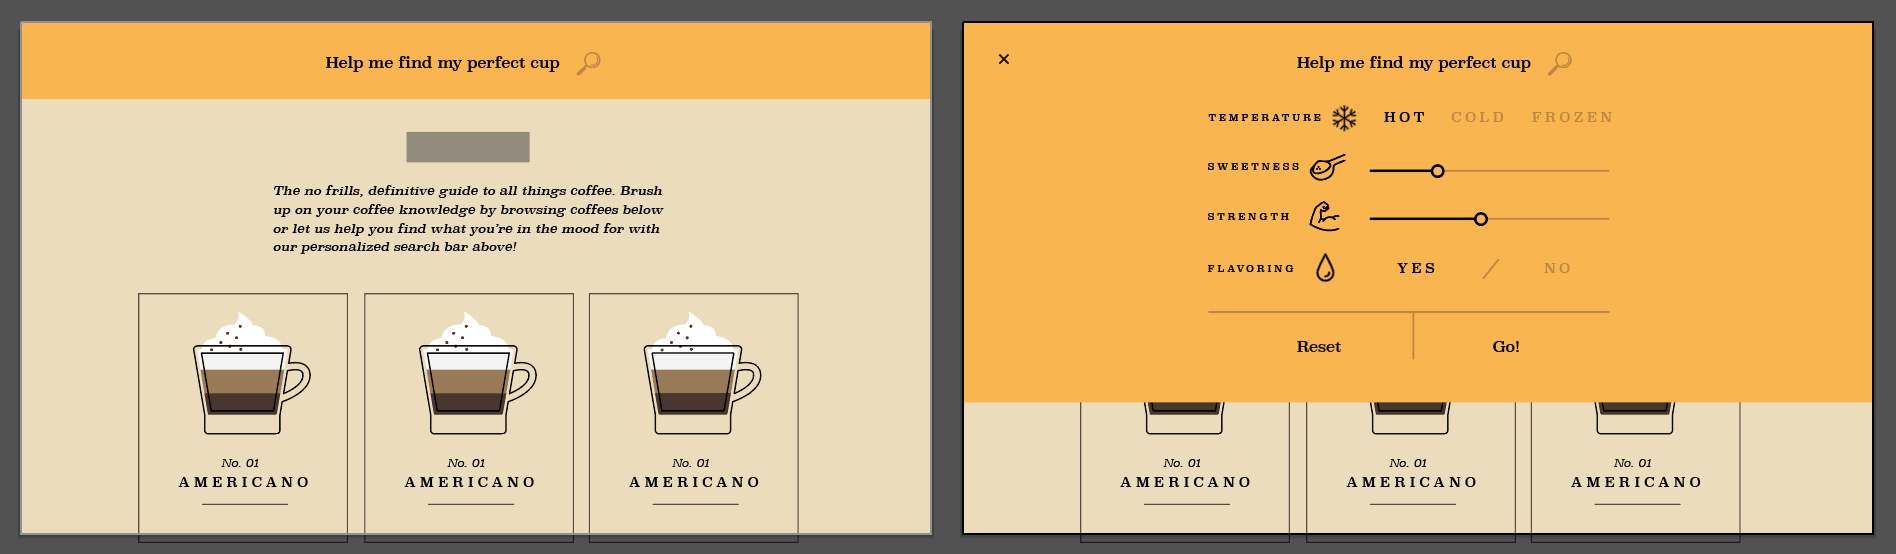 Help me find my perfect cup
The no frills, definitive guide to all things coffee. Brush
up on your coffee knowledge by browsing coffees below
or let us help you find what you're in the mood for with
our personalized search bar above!
No. 01
AMERICANO
No. 01
AMERICANO
No. 01
AMERICANO
×
Help me find my perfect cup
TEMPERATURE HOT COLD FROZEN
SWEETNESS
STRENGTH
FLAVORING YES / NO
Reset Go!
No. 01
AMERICANO
No. 01
AMERICANO
No. 01
AMERICANO